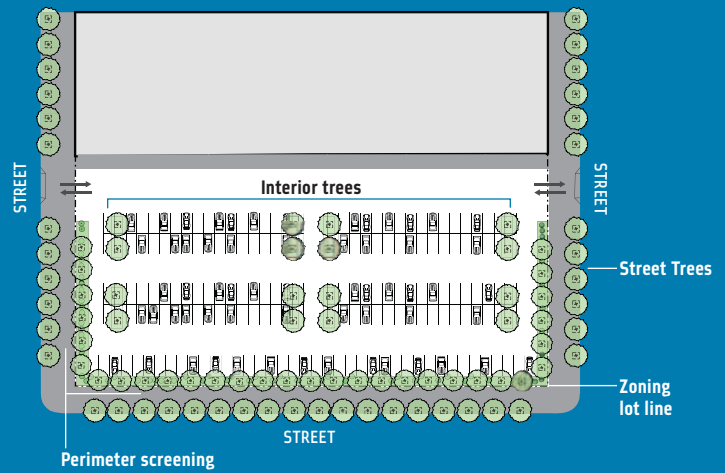 STREET
STREET
Interior trees
Street Trees
Zoning
lot line
STREET
Perimeter screening